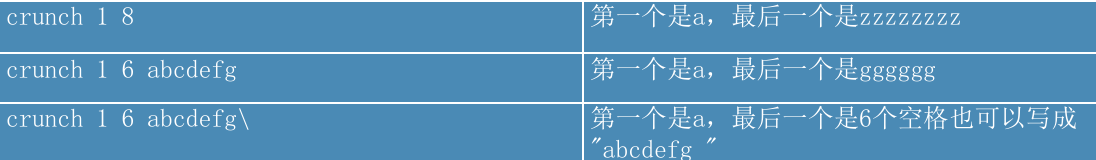 crunch 1 8
第一个是a，最后一个是zzzzzzzz
crunch 1 6 abcdefg
第一个是a，最后一个是gggggg
crunch 1 6 abcdefg\
第一个是a，最后一个是6个空格也可以写成
"abcdefg "